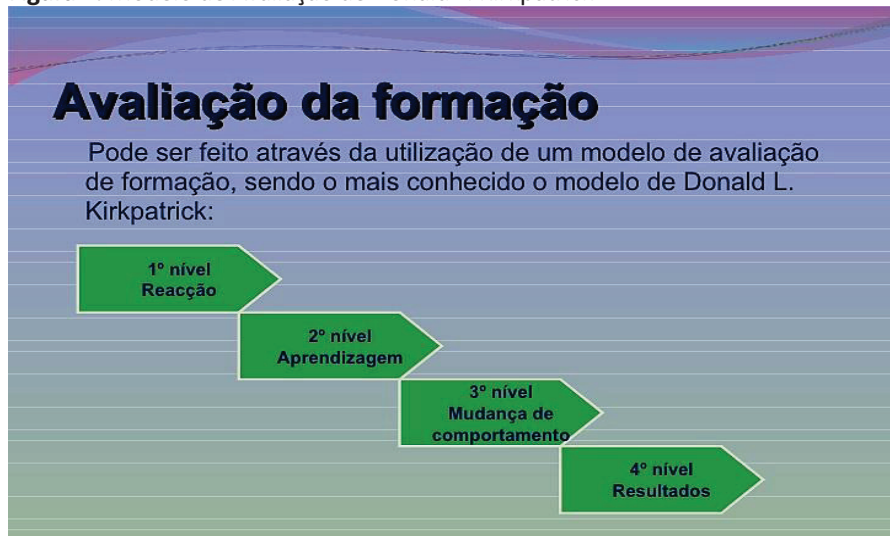 Avaliação da formação
Pode ser feito através da utilização de um modelo de avaliação
de formação, sendo o mais conhecido o modelo de Donald L.
Kirkpatrick:
1º nível
Reacção
2º nível
Aprendizagem
3º nível
Mudança de
comportamento
4º nível
Resultados